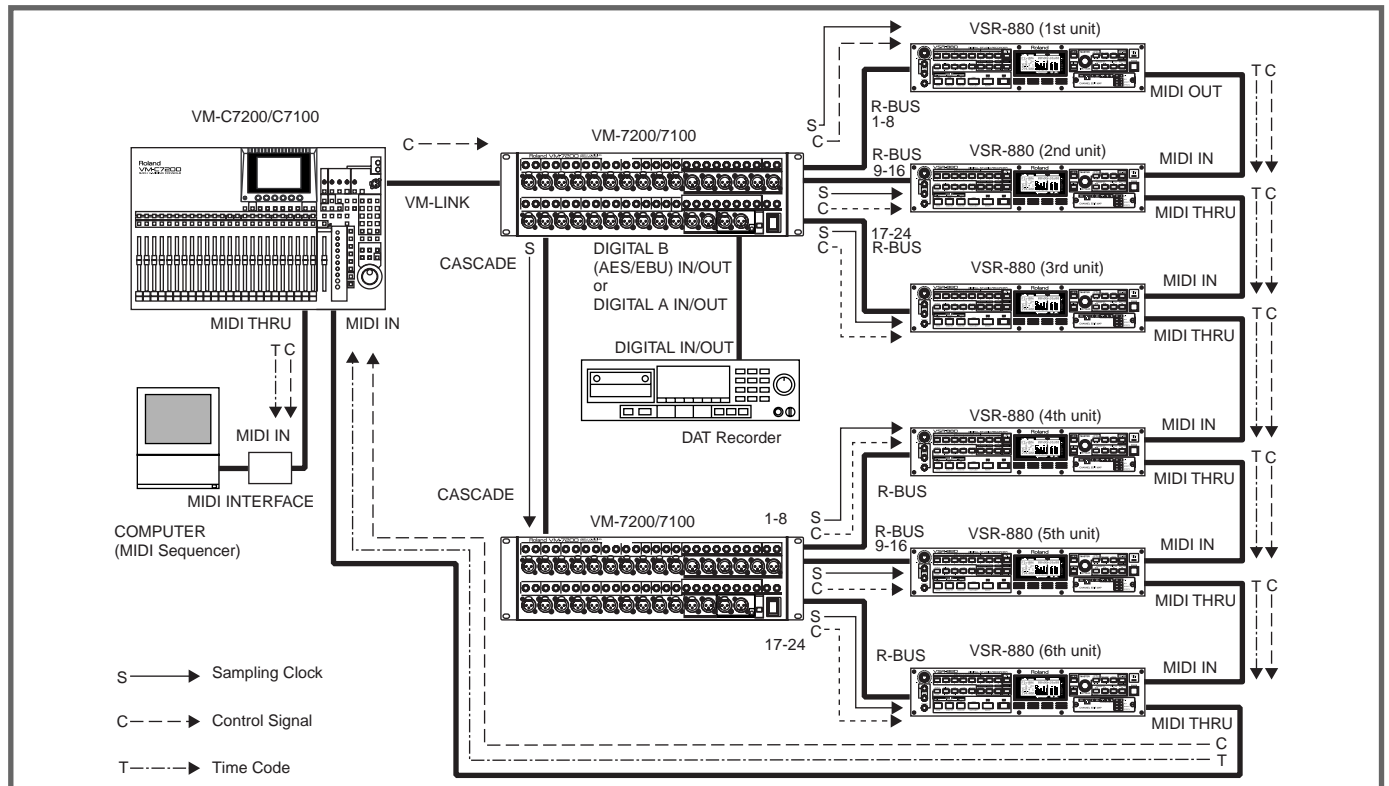 VSR-880 (1st unit)
T C
MIDI OUT
R-BUS
1-8
S
C
VM-C7200/C7100
C
VM-7200/7100
Roland
VM-C7200
VM-LINK
R-BUS
9-16
VSR-880 (2nd unit)
MIDI IN
S
C
MIDI THRU
T C
S
C
17-24
R-BUS
VSR-880 (3rd unit)
MIDI IN
S
CASCADE
DIGITAL B
(AES/EBU) IN/OUT
or
DIGITAL A IN/OUT
MIDI THRU
MIDI IN
T C
MIDI THRU
T C
DIGITAL IN/OUT
DAT Recorder
VSR-880 (4th unit)
MIDI IN
MIDI IN
MIDI INTERFACE
COMPUTER
(MIDI Sequencer)
MIDI THRU
T C
R-BUS
CASCADE
VM-7200/7100
1-8
S
C
R-BUS
9-16
VSR-880 (5th unit)
MIDI IN
S
C
MIDI THRU
T C
S
C
17-24
R-BUS
VSR-880 (6th unit)
MIDI IN
MIDI THRU
C
T
S Sampling Clock
C Control Signal
T Time Code